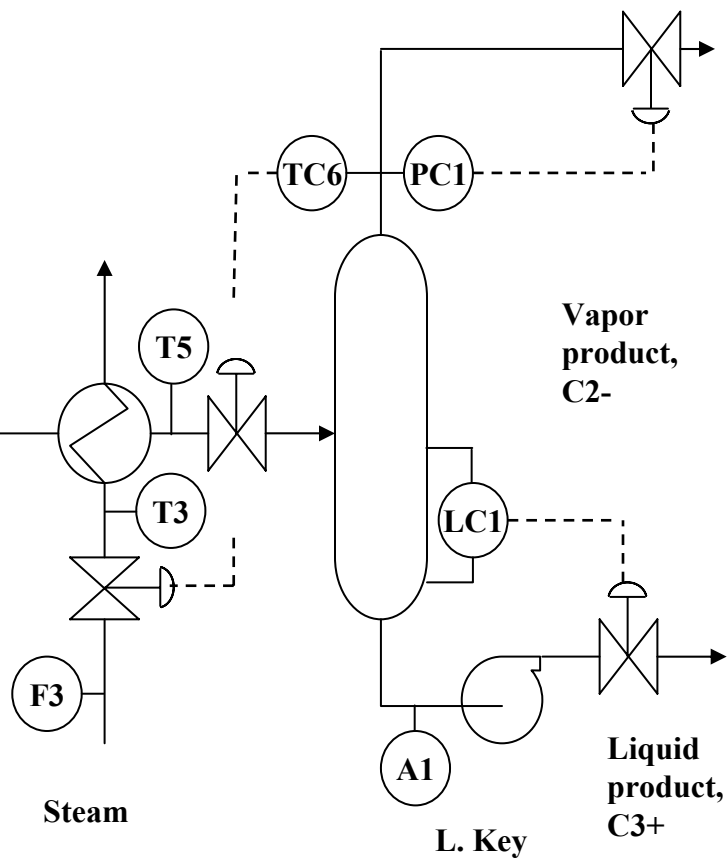 TC6
PC1
T5
Vapor
product,
C2-
T3
LC1
F3
A1
Liquid
product,
C3+
Steam
L. Key